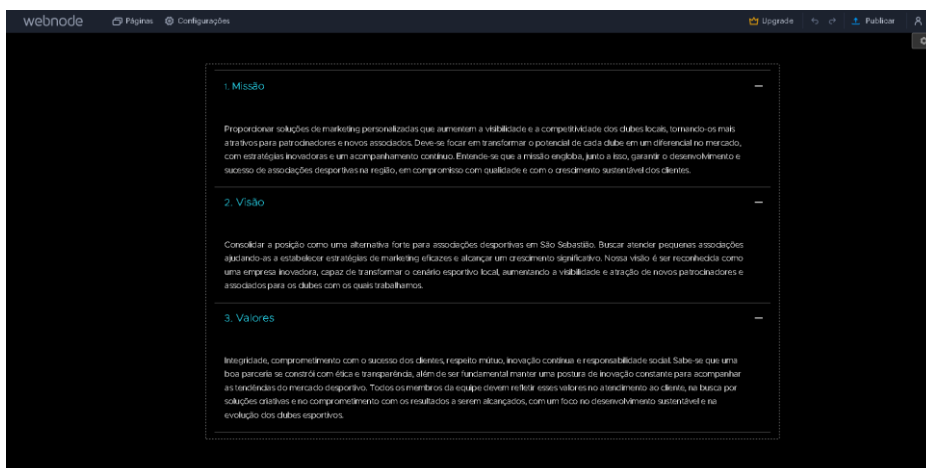 webnode Páginas Configurações Upgrade Publicar
1. Missão
Proporcionar soluções de marketing personalizadas que aumentem a visibilidade e a competitividade dos clubes locais, tornando-os mais
atrativos para patrocinadores e novos associados. Deve-se focar em transformar o potencial de cada clube em um diferencial no mercado,
com estratégias inovadoras e um acompanhamento contínuo. Entende-se que a missão engloba, junto a isso, garantir o desenvolvimento e
sucesso de associações desportivas na região, em compromisso com qualidade e com o crescimento sustentável dos clientes.
2. Visão
Consolidar a posição como uma alternativa forte para associações desportivas em São Sebastião. Buscar atender pequenas associações
ajudando-as a estabelecer estratégias de marketing eficazes e alcançar um crescimento significativo. Nossa visão é ser reconhecida como
uma empresa inovadora, capaz de transformar o cenário esportivo local, aumentando a visibilidade e atração de novos patrocinadores e
associados para os clubes com os quais trabalhamos.
3. Valores
Integridade, comprometimento com o sucesso dos clientes, respeito mútuo, inovação contínua e responsabilidade social. Sabe-se que uma
boa parceria se constrói com ética e transparência, além de ser fundamental manter uma postura de inovação constante para acompanhar
as tendências do mercado desportivo. Todos os membros da equipe devem refletir esses valores no atendimento ao cliente, na busca por
soluções criativas e no comprometimento com os resultados a serem alcançados, com um foco no desenvolvimento sustentável e na
evolução dos clubes esportivos.